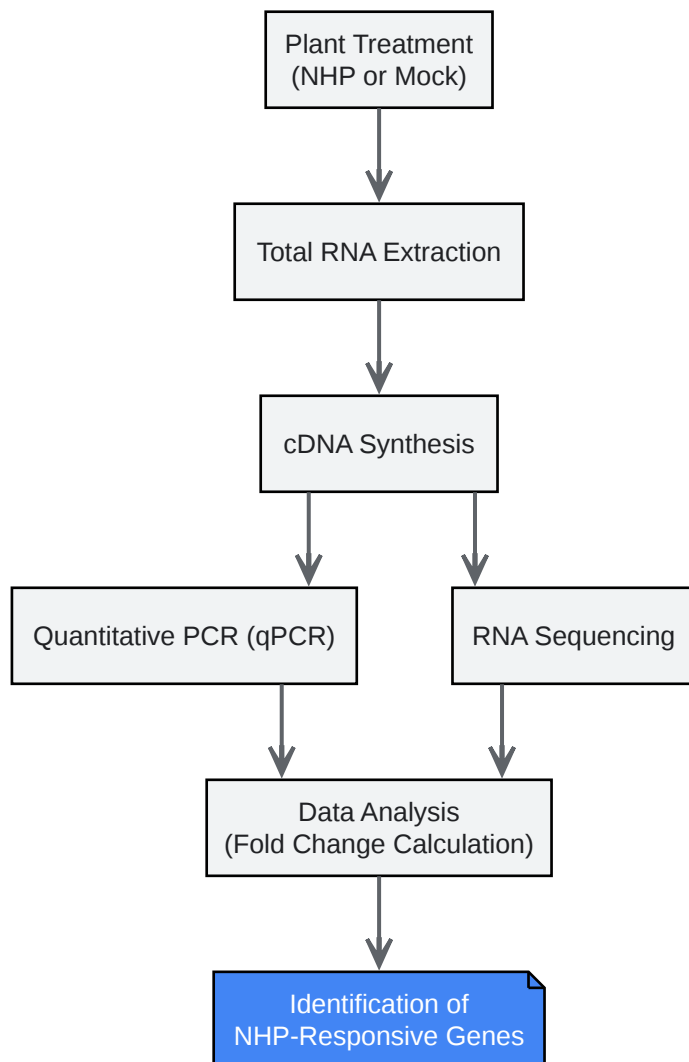 Plant Treatment
(NHP or Mock)
Total RNA Extraction
cDNA Synthesis
Quantitative PCR (qPCR)
RNA Sequencing
Data Analysis
(Fold Change Calculation)
Identification of
NHP-Responsive Genes